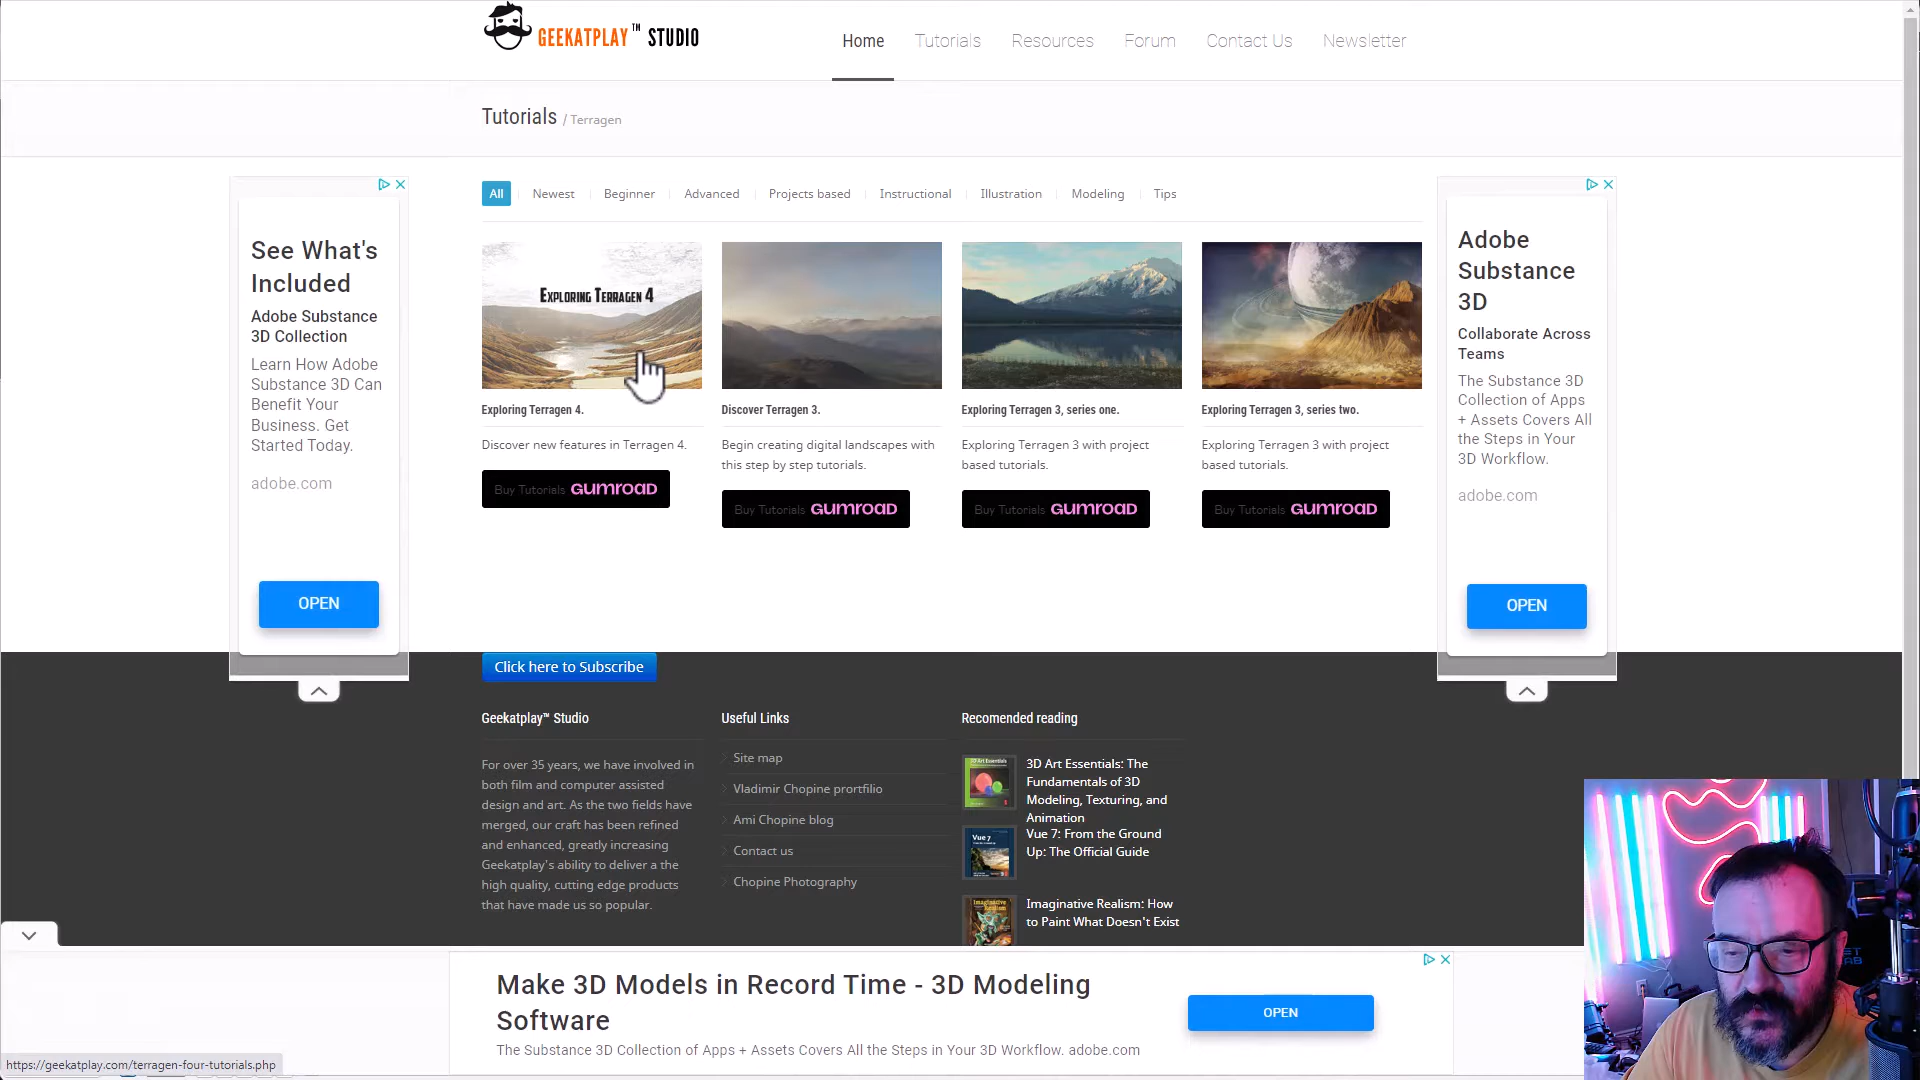 GEEKATPLAY™ STUDIO
Home Tutorials Resources Forum Contact Us Newsletter
Tutorials / Terragen
All Newest Beginner Advanced Projects based Instructional Illustration Modeling Tips
See What's
Included
Adobe Substance
3D Collection
Learn How Adobe
Substance 3D Can
Benefit Your
Business. Get
Started Today.
adobe.com
OPEN
EXPLORING TERRAGEN 4
Exploring Terragen 4.
Discover new features in Terragen 4.
Buy Tutorials GUMROAD
Discover Terragen 3.
Begin creating digital landscapes with
this step by step tutorials.
Buy Tutorials GUMROAD
Exploring Terragen 3, series one.
Exploring Terragen 3 with project
based tutorials.
Buy Tutorials GUMROAD
Exploring Terragen 3, series two.
Exploring Terragen 3 with project
based tutorials.
Buy Tutorials GUMROAD
Adobe
Substance
3D
Collaborate Across
Teams
The Substance 3D
Collection of Apps
+ Assets Covers All
the Steps in Your
3D Workflow.
adobe.com
OPEN
Click here to Subscribe
Geekatplay™ Studio
For over 35 years, we have involved in
both film and computer assisted
design and art. As the two fields have
merged, our craft has been refined
and enhanced, greatly increasing
Geekatplay's ability to deliver a the
high quality, cutting edge products
that have made us so popular.
Useful Links
Site map
Vladimir Chopine prortfilio
Ami Chopine blog
Contact us
Chopine Photography
Recomended reading
3D Art Essentials: The
Fundamentals of 3D
Modeling, Texturing, and
Animation
Vue 7
Vue 7: From the Ground
Up: The Official Guide
Imaginative Realism: How
to Paint What Doesn't Exist
Make 3D Models in Record Time - 3D Modeling
Software
The Substance 3D Collection of Apps + Assets Covers All the Steps in Your 3D Workflow. adobe.com
OPEN
https://geekatplay.com/terragen-four-tutorials.php